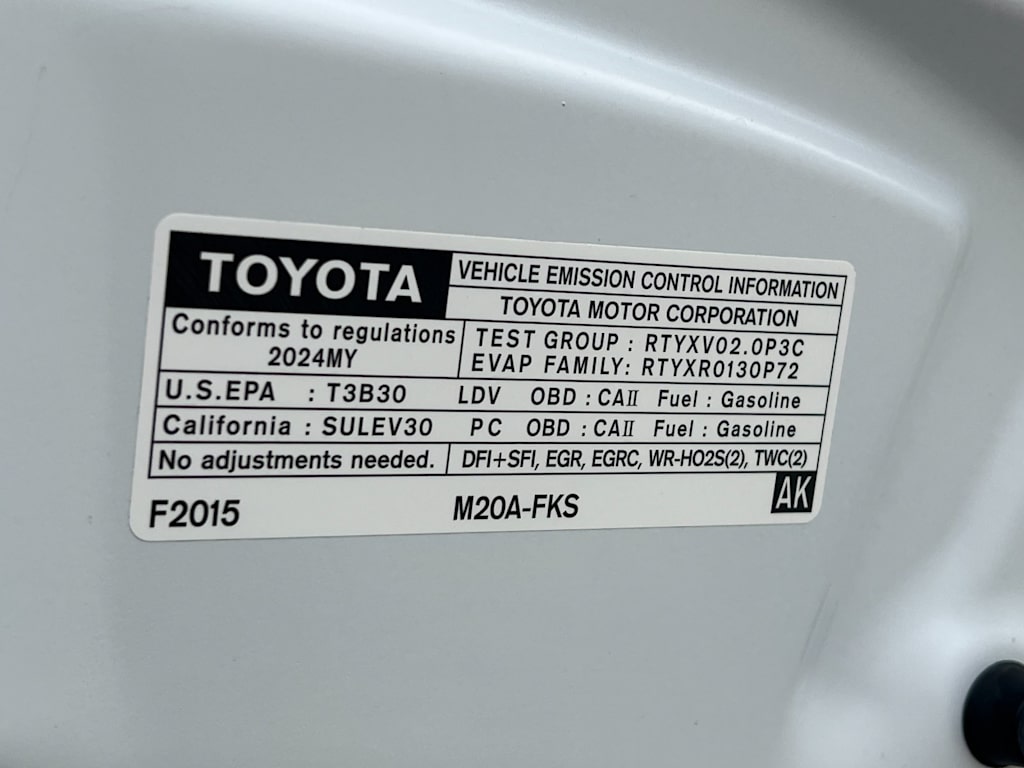 TOYOTA
VEHICLE EMISSION CONTROL INFORMATION
TOYOTA MOTOR CORPORATION
Conforms to regulations
2024MY
TEST GROUP : RTYXV02.0P3C
EVAP FAMILY: RTYXR0130P72
U.S.EPA : T3B30 LDV OBD : CAⅡ Fuel : Gasoline
California : SULEV30 PC OBD : CAⅡ Fuel : Gasoline
No adjustments needed. DFI+SFI, EGR, EGRC, WR-HO2S(2), TWC(2)
F2015 M20A-FKS AK